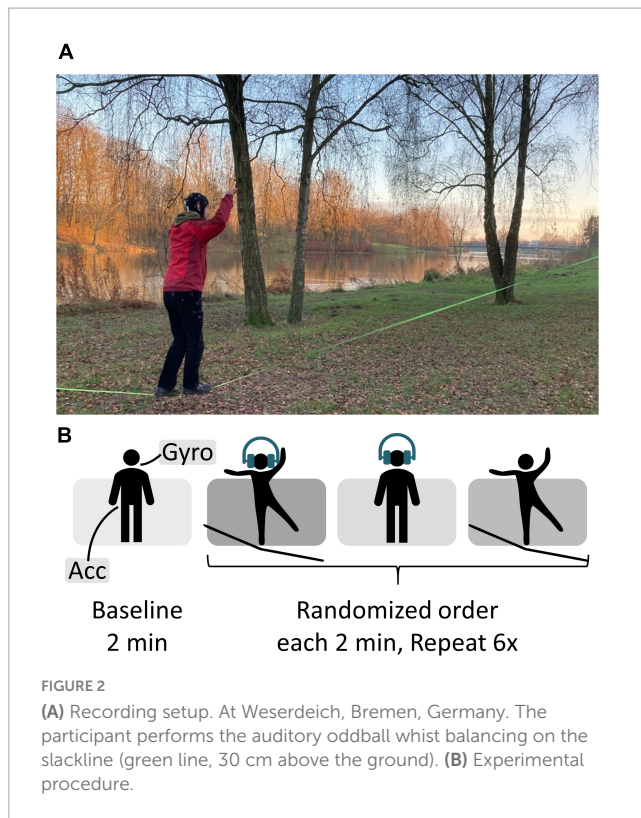 A
B
Gyro
Acc
Baseline
2 min
Randomized order
each 2 min, Repeat 6x
FIGURE 2
(A) Recording setup. At Weserdeich, Bremen, Germany. The
participant performs the auditory oddball whist balancing on the
slackline (green line, 30 cm above the ground). (B) Experimental
procedure.